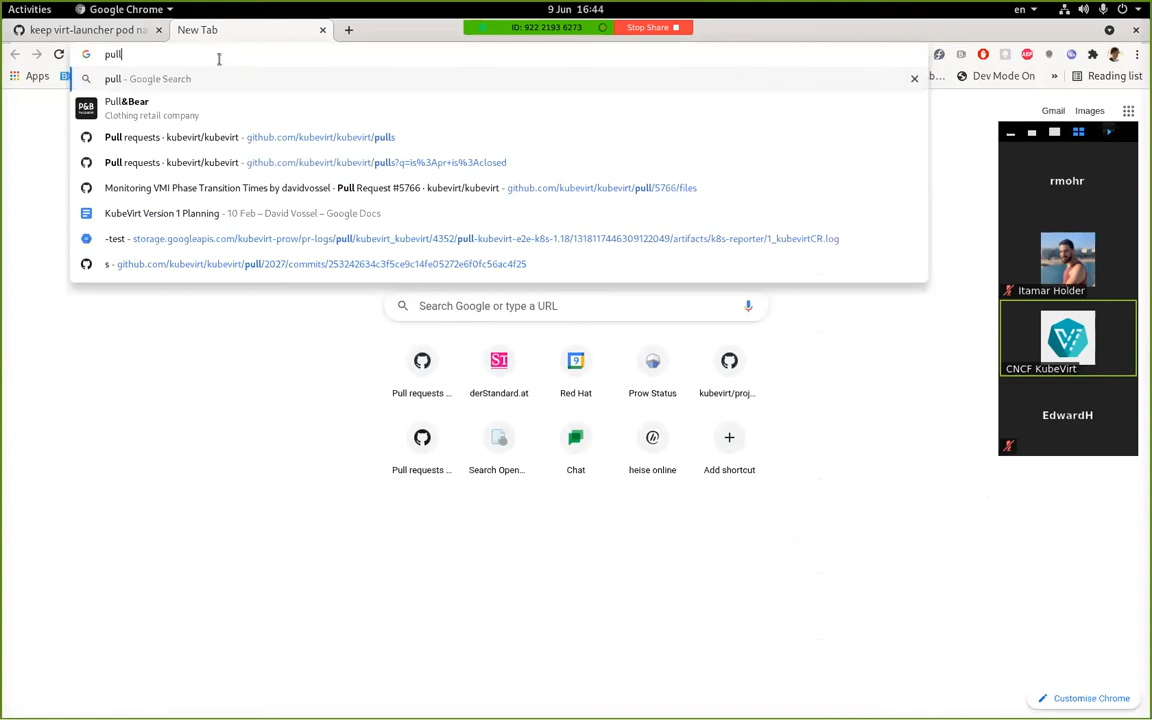 Activities Google Chrome 9 Jun 16:44 en
ID: 922 2193 6273 Stop Share
keep virt-launcher pod na New Tab
pull
Apps Dev Mode On » Reading list
pull - Google Search
Pull&Bear
Clothing retail company
Pull requests · kubevirt/kubevirt - github.com/kubevirt/kubevirt/pulls
Pull requests · kubevirt/kubevirt - github.com/kubevirt/kubevirt/pulls?q=is%3Apr+is%3Aclosed
Monitoring VMI Phase Transition Times by davidvossel · Pull Request #5766 · kubevirt/kubevirt - github.com/kubevirt/kubevirt/pull/5766/files
KubeVirt Version 1 Planning - 10 Feb – David Vossel – Google Docs
-test - storage.googleapis.com/kubevirt-prow/pr-logs/pull/kubevirt_kubevirt/4352/pull-kubevirt-e2e-k8s-1.18/1318117446309122049/artifacts/k8s-reporter/1_kubevirtCR.log
s - github.com/kubevirt/kubevirt/pull/2027/commits/253242634c3f5ce9c14fe05272e6f0fc56ac4f25
Gmail Images
rmohr
Itamar Holder
CNCF KubeVirt
EdwardH
Search Google or type a URL
Pull requests ... derStandard.at Red Hat Prow Status kubevirt/proj...
Pull requests ... Search Open... Chat heise online Add shortcut
Customise Chrome